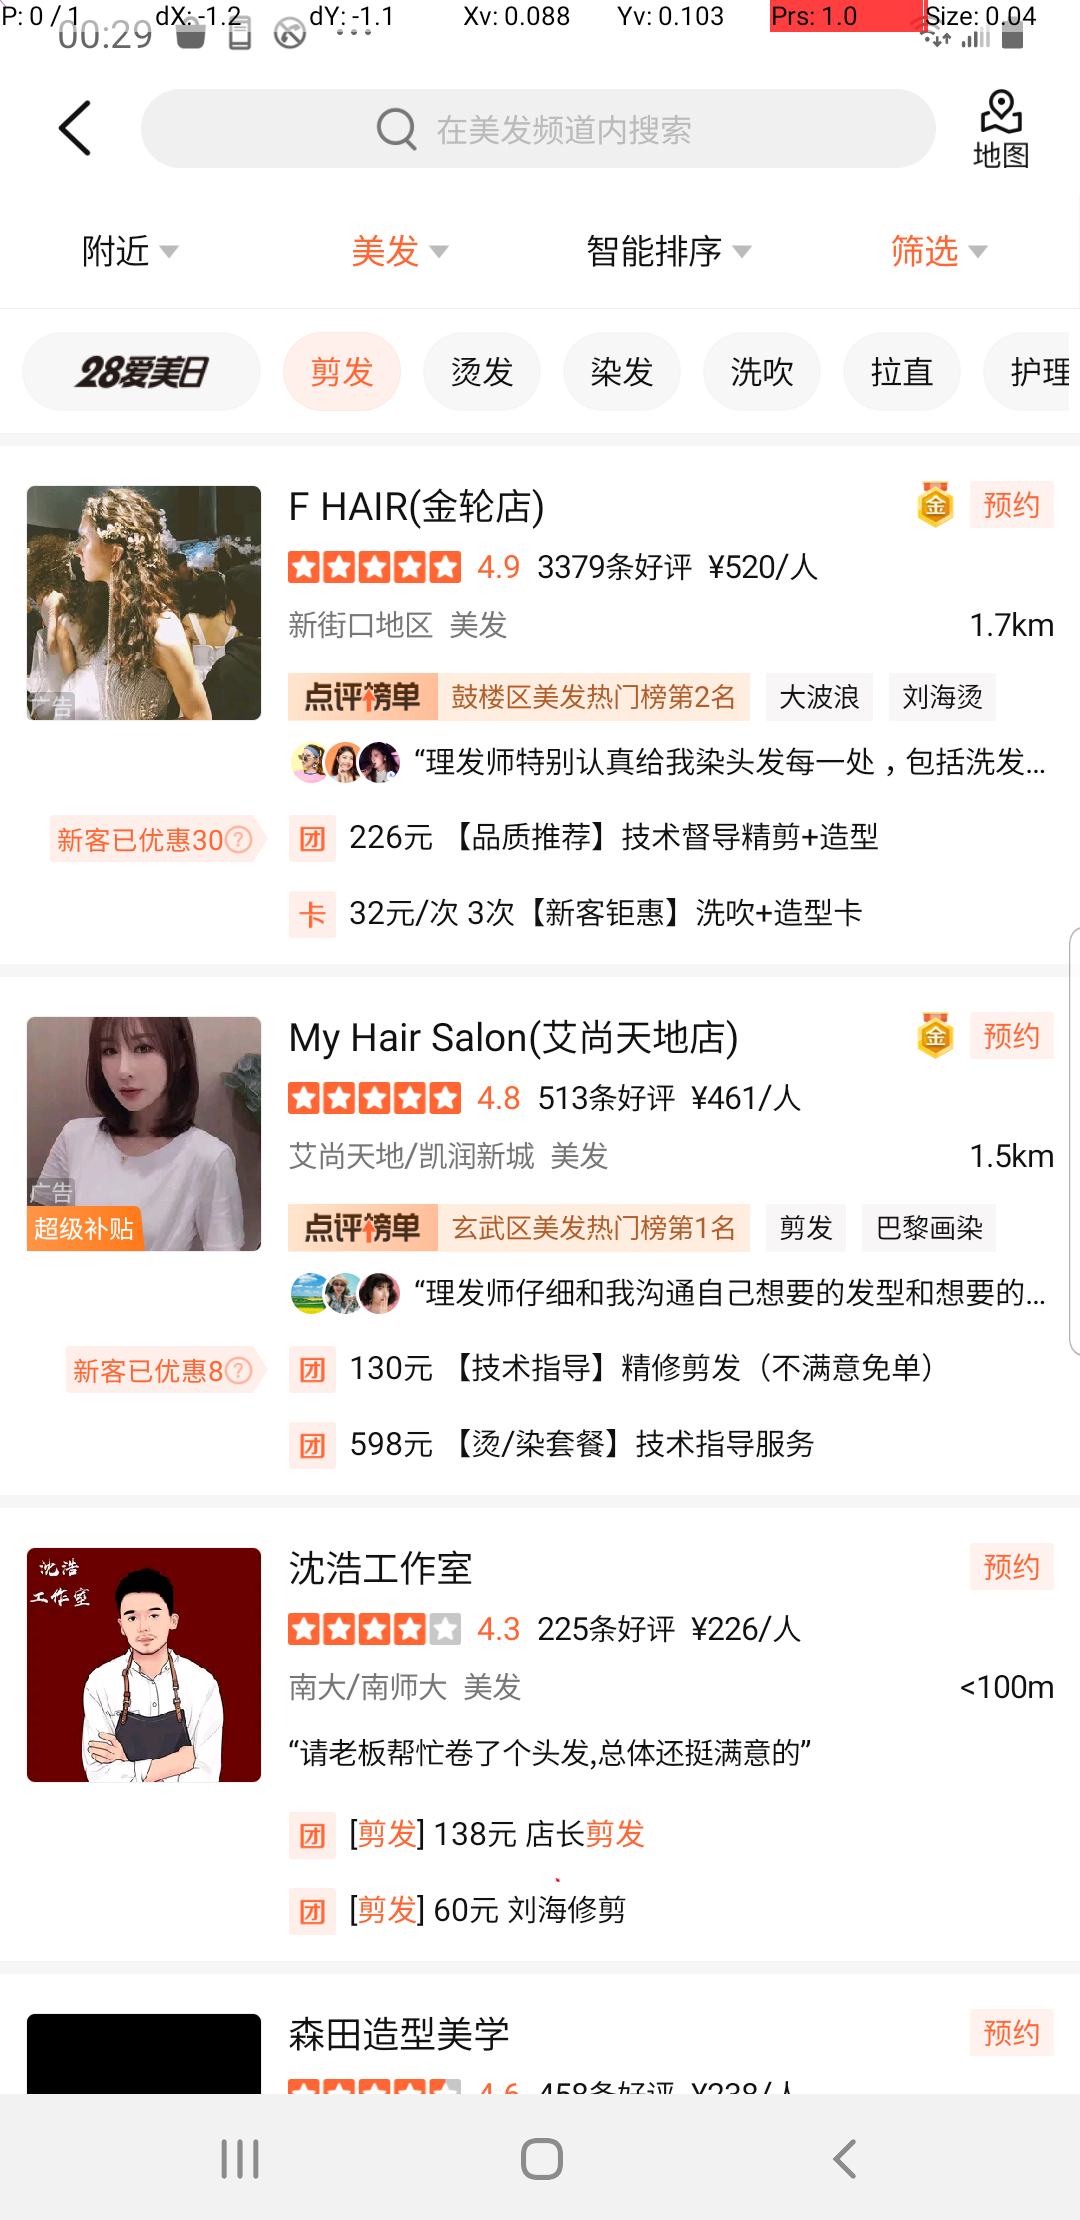 P: 0 / 1 dX: -1.2 dY: -1.1 Xv: 0.088 Yv: 0.103 Prs: 1.0 Size: 0.04
00:29
在美发频道内搜索
地图
附近 美发 智能排序 筛选
28爱美日 剪发 烫发 染发 洗吹 拉直 护理
F HAIR(金轮店) 金 预约
4.9 3379条好评 ¥520/人
新街口地区 美发 1.7km
广告
点评榜单 鼓楼区美发热门榜第2名 大波浪 刘海烫
“理发师特别认真给我染头发每一处，包括洗发...
新客已优惠30? 团 226元 【品质推荐】技术督导精剪+造型
卡 32元/次 3次【新客钜惠】洗吹+造型卡
My Hair Salon(艾尚天地店) 金 预约
4.8 513条好评 ¥461/人
艾尚天地/凯润新城 美发 1.5km
广告
超级补贴
点评榜单 玄武区美发热门榜第1名 剪发 巴黎画染
“理发师仔细和我沟通自己想要的发型和想要的...
新客已优惠8? 团 130元 【技术指导】精修剪发（不满意免单）
团 598元 【烫/染套餐】技术指导服务
沈浩
工作室
沈浩工作室 预约
4.3 225条好评 ¥226/人
南大/南师大 美发 <100m
“请老板帮忙卷了个头发,总体还挺满意的”
团 [剪发] 138元 店长剪发
团 [剪发] 60元 刘海修剪
森田造型美学 预约
4.6 458条好评 ¥238/人